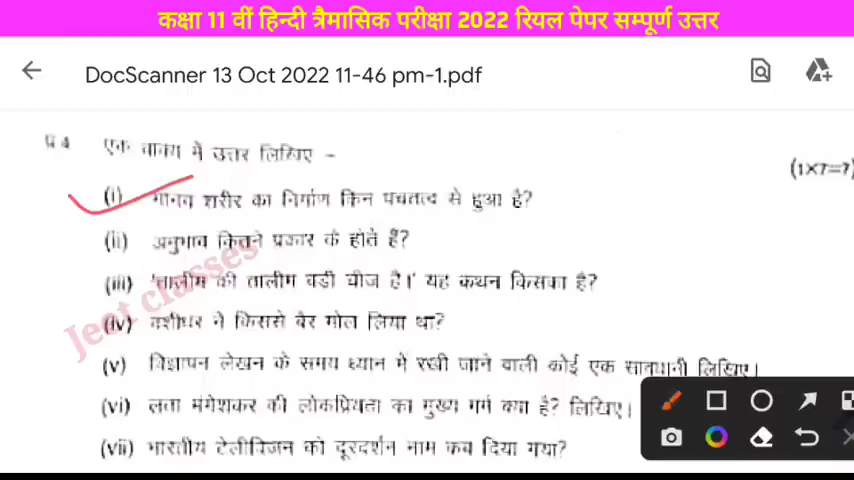 कक्षा 11 वीं हिन्दी त्रैमासिक परीक्षा 2022 रियल पेपर सम्पूर्ण उत्तर
DocScanner 13 Oct 2022 11-46 pm-1.pdf
प्र 4 एक वाक्य में उत्तर लिखिए –
(1×7=7)
(i) मानव शरीर का निर्माण किन पंचतत्व से हुआ है?
(ii) अनुभाव कितने प्रकार के होते हैं?
(iii) 'तालीम की तालीम बडी चीज है।' यह कथन किसका है?
(iv) वंशीधर ने किससे बैर मोल लिया था?
(v) विज्ञापन लेखन के समय ध्यान में रखी जाने वाली कोई एक सावधानी लिखिए।
(vi) लता मंगेशकर की लोकप्रियता का मुख्य मर्म क्या है? लिखिए।
(vii) भारतीय टेलीविजन को दूरदर्शन नाम कब दिया गया?
Jeet classes